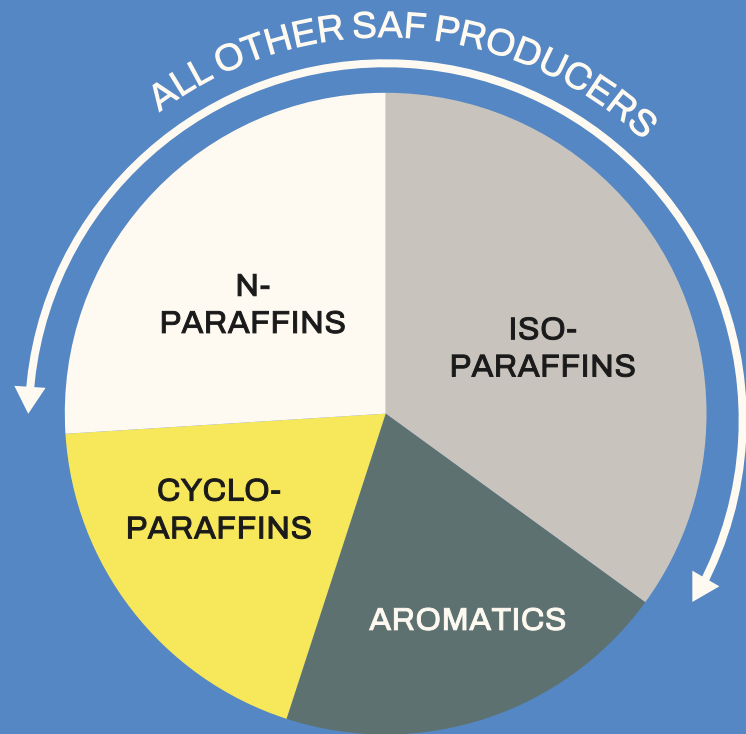 ALL OTHER SAF PRODUCERS
N-
PARAFFINS
ISO-
PARAFFINS
CYCLO-
PARAFFINS
AROMATICS